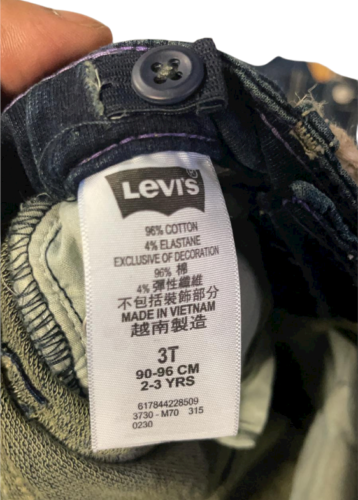 Levi's
96% COTTON
4% ELASTANE
EXCLUSIVE OF DECORATION
96% 棉
4% 彈性纖維
不包括裝飾部分
MADE IN VIETNAM
越南製造
3T
90-96 CM
2-3 YRS
617844228509
3730 - M70 315
0230